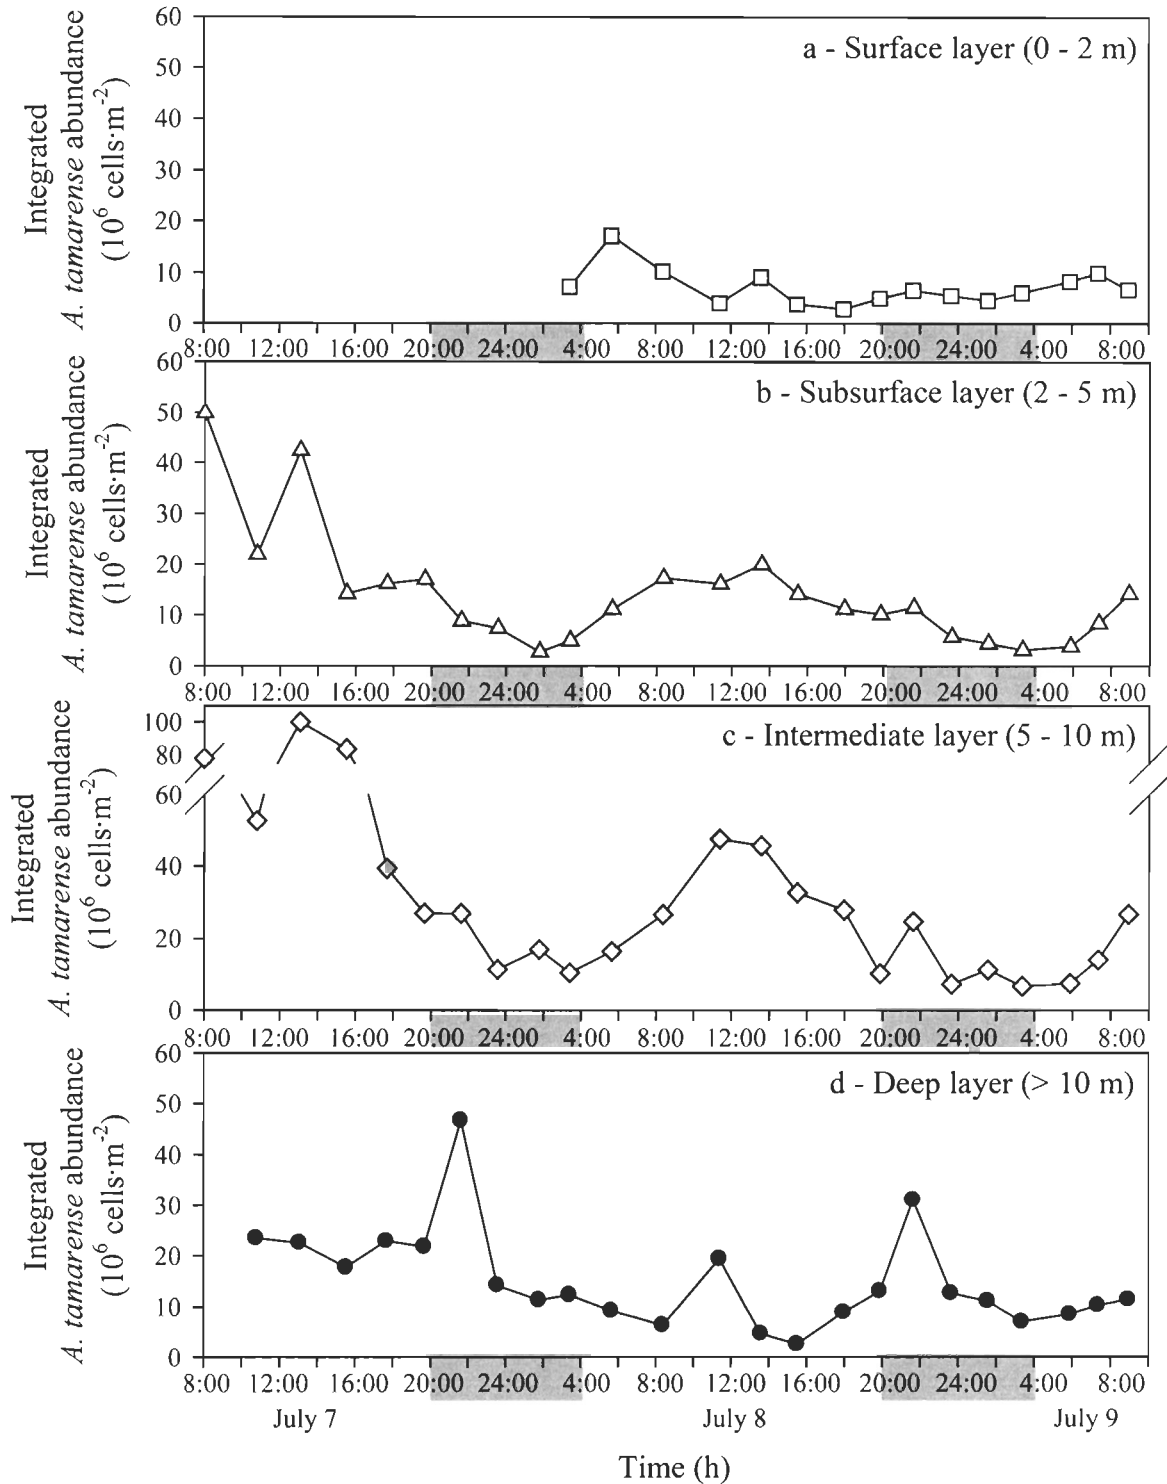 a - Surface layer (0 - 2 m)
Integrated
A. tamarense abundance
(10⁶ cells·m⁻²)
60
50
40
30
20
10
0
8:00 12:00 16:00 20:00 24:00 4:00 8:00 12:00 16:00 20:00 24:00 4:00 8:00
b - Subsurface layer (2 - 5 m)
Integrated
A. tamarense abundance
(10⁶ cells·m⁻²)
60
50
40
30
20
10
0
8:00 12:00 16:00 20:00 24:00 4:00 8:00 12:00 16:00 20:00 24:00 4:00 8:00
c - Intermediate layer (5 - 10 m)
Integrated
A. tamarense abundance
(10⁶ cells·m⁻²)
100
80
60
40
20
0
8:00 12:00 16:00 20:00 24:00 4:00 8:00 12:00 16:00 20:00 24:00 4:00 8:00
d - Deep layer (> 10 m)
Integrated
A. tamarense abundance
(10⁶ cells·m⁻²)
60
50
40
30
20
10
0
8:00 12:00 16:00 20:00 24:00 4:00 8:00 12:00 16:00 20:00 24:00 4:00 8:00
July 7 July 8 July 9
Time (h)